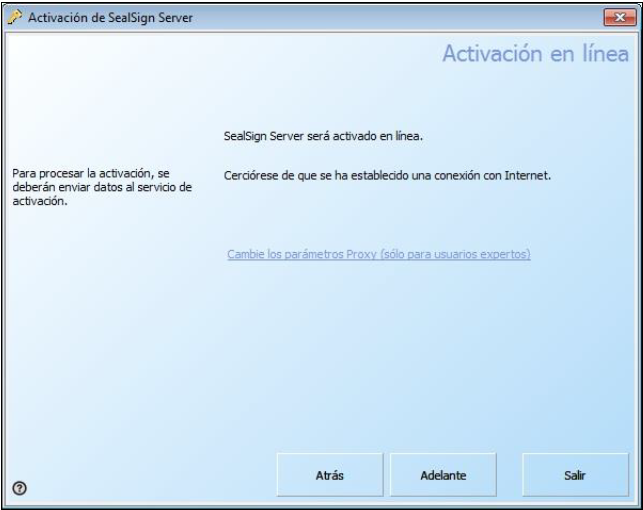 Activación de SealSign Server
Activación en línea
SealSign Server será activado en línea.
Para procesar la activación, se
deberán enviar datos al servicio de
activación.
Cerciórese de que se ha establecido una conexión con Internet.
Cambie los parámetros Proxy (sólo para usuarios expertos)
Atrás
Adelante
Salir